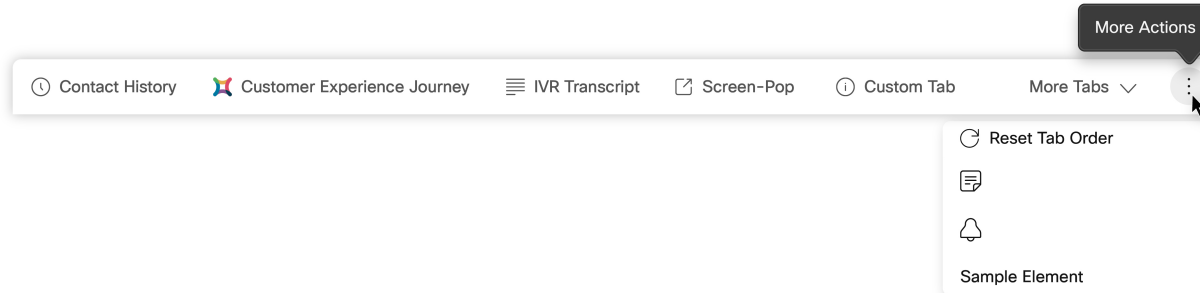 More Actions
Contact History Customer Experience Journey IVR Transcript Screen-Pop Custom Tab More Tabs
Reset Tab Order
Sample Element